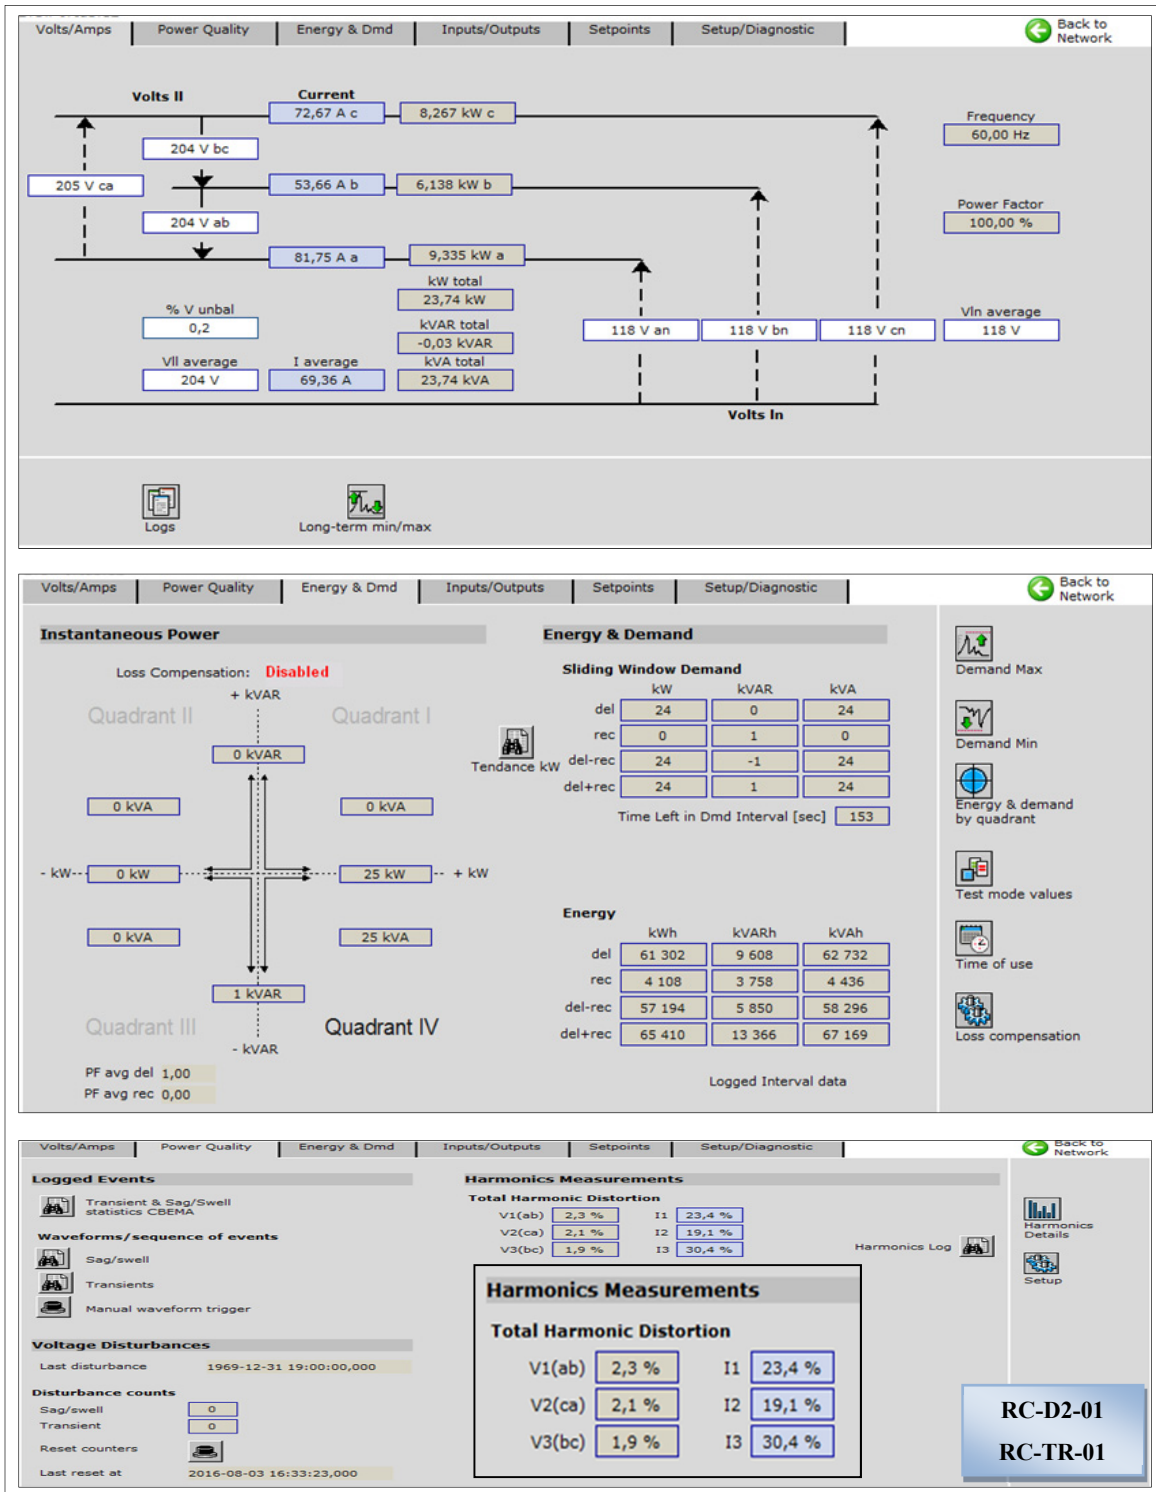 Volts/Amps Power Quality Energy & Dmd Inputs/Outputs Setpoints Setup/Diagnostic Back to Network
Volts ll Current
72,67 A c 8,267 kW c
Frequency
60,00 Hz
204 V bc
205 V ca 53,66 A b 6,138 kW b
Power Factor
100,00 %
204 V ab
81,75 A a 9,335 kW a
kW total
23,74 kW
% V unbal
0,2
kVAR total
-0,03 kVAR
118 V an 118 V bn 118 V cn
Vln average
118 V
Vll average I average kVA total
204 V 69,36 A 23,74 kVA
Volts ln
Logs Long-term min/max
Volts/Amps Power Quality Energy & Dmd Inputs/Outputs Setpoints Setup/Diagnostic Back to Network
Instantaneous Power
Loss Compensation: Disabled
+ kVAR
Quadrant II Quadrant I
0 kVAR
0 kVA 0 kVA
- kW 0 kW 25 kW + kW
0 kVA 25 kVA
1 kVAR
Quadrant III Quadrant IV
- kVAR
PF avg del 1,00
PF avg rec 0,00
Tendance kW
Energy & Demand
Sliding Window Demand
kW kVAR kVA
del 24 0 24
rec 0 1 0
del-rec 24 -1 24
del+rec 24 1 24
Time Left in Dmd Interval [sec] 153
Energy
kWh kVARh kVAh
del 61 302 9 608 62 732
rec 4 108 3 758 4 436
del-rec 57 194 5 850 58 296
del+rec 65 410 13 366 67 169
Logged Interval data
Demand Max
Demand Min
Energy & demand
by quadrant
Test mode values
Time of use
Loss compensation
Volts/Amps Power Quality Energy & Dmd Inputs/Outputs Setpoints Setup/Diagnostic Back to Network
Logged Events
Transient & Sag/Swell
statistics CBEMA
Waveforms/sequence of events
Sag/swell
Transients
Manual waveform trigger
Voltage Disturbances
Last disturbance 1969-12-31 19:00:00,000
Disturbance counts
Sag/swell 0
Transient 0
Reset counters
Last reset at 2016-08-03 16:33:23,000
Harmonics Measurements
Total Harmonic Distortion
V1(ab) 2,3 % I1 23,4 %
V2(ca) 2,1 % I2 19,1 %
V3(bc) 1,9 % I3 30,4 %
Harmonics Log
Harmonics
Details
Setup
Harmonics Measurements
Total Harmonic Distortion
V1(ab) 2,3 % I1 23,4 %
V2(ca) 2,1 % I2 19,1 %
V3(bc) 1,9 % I3 30,4 %
RC-D2-01
RC-TR-01